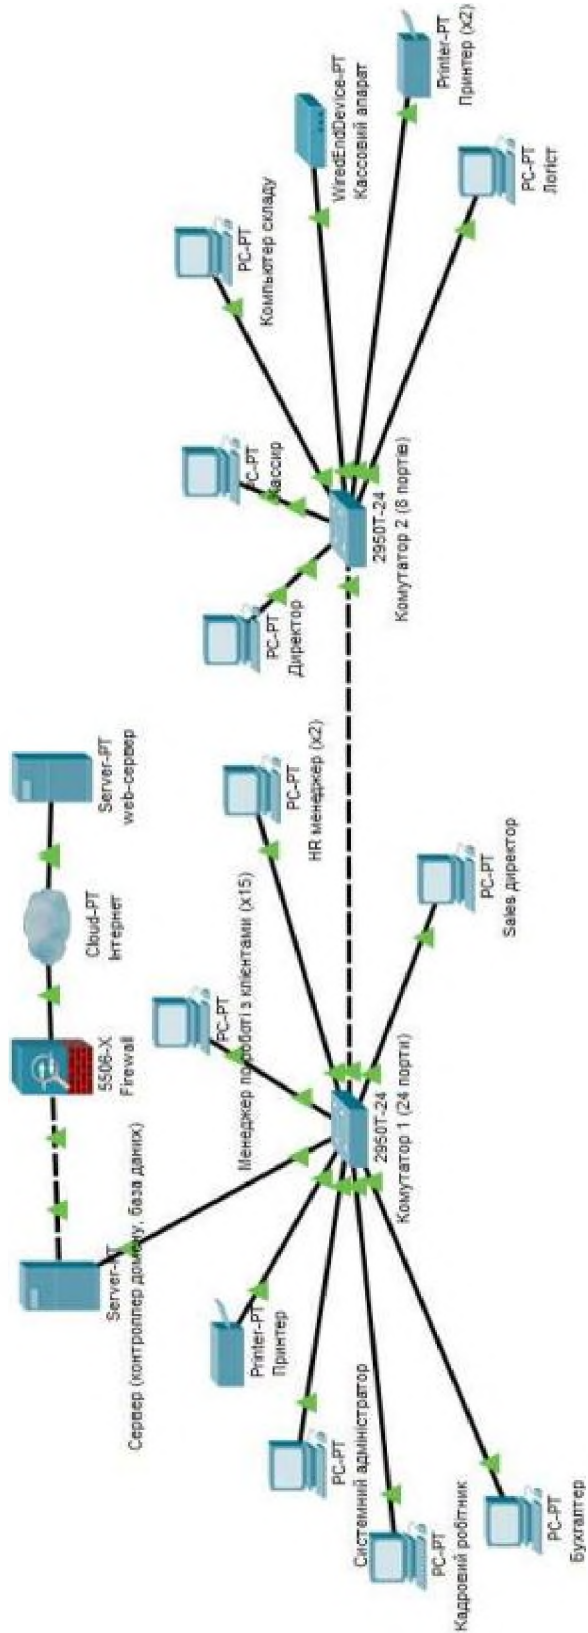 Server-PT
Сервер (контроллер домену, база даних)
5506-X
Firewall
Cloud-PT
Інтернет
Server-PT
web-сервер
PC-PT
Менеджер по роботі з клієнтами (x15)
PC-PT
HR менеджер (x2)
Printer-PT
Принтер
PC-PT
Системний адміністратор
PC-PT
Кадровий робітник
PC-PT
Бухгалтер
2950T-24
Комутатор 1 (24 порти)
PC-PT
Sales директор
PC-PT
Директор
PC-PT
Кассир
PC-PT
Компьютер складу
WiredEndDevice-PT
Кассовий апарат
Printer-PT
Принтер (x2)
PC-PT
Логіст
2950T-24
Комутатор 2 (8 портів)